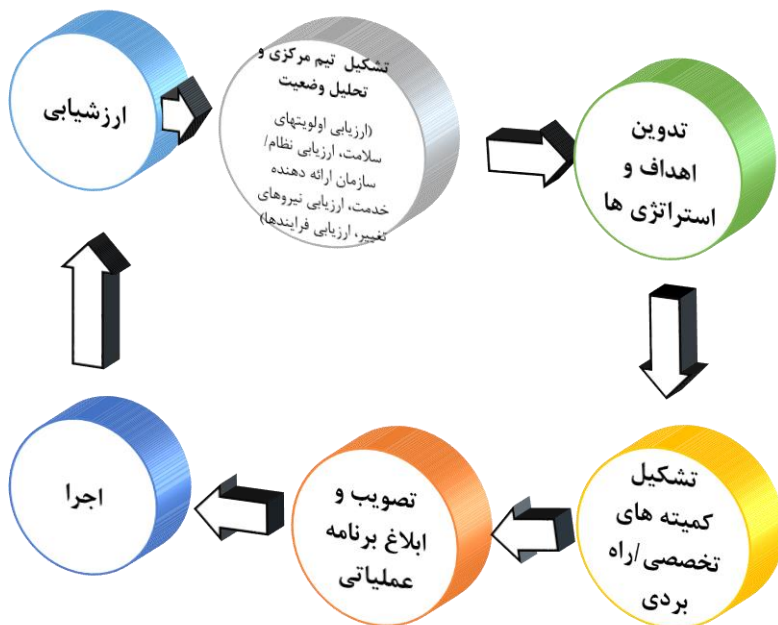 ارزشیابی
تشکیل تیم مرکزی و
تحلیل وضعیت
(ارزیابی اولویتهای
سلامت، ارزیابی نظام/
سازمان ارائه دهنده
خدمت، ارزیابی نیروهای
تغییر، ارزیابی فرایندها)
تدوین
اهداف و
استراتژی ها
تشکیل
کمیته های
تخصصی/راه
بردی
تصویب و
ابلاغ برنامه
عملیاتی
اجرا